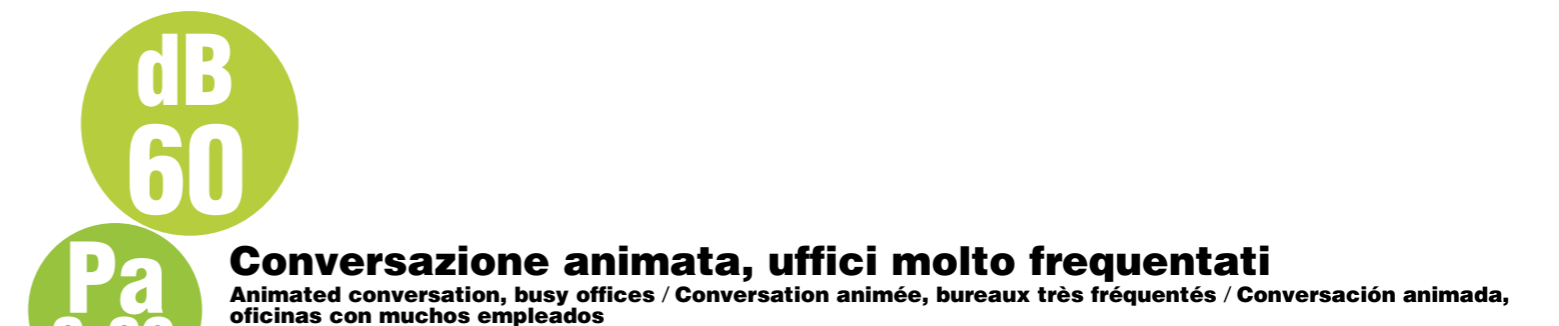 dB
60
Pa
Conversazione animata, uffici molto frequentati
Animated conversation, busy offices / Conversation animée, bureaux très fréquentés / Conversación animada,
oficinas con muchos empleados